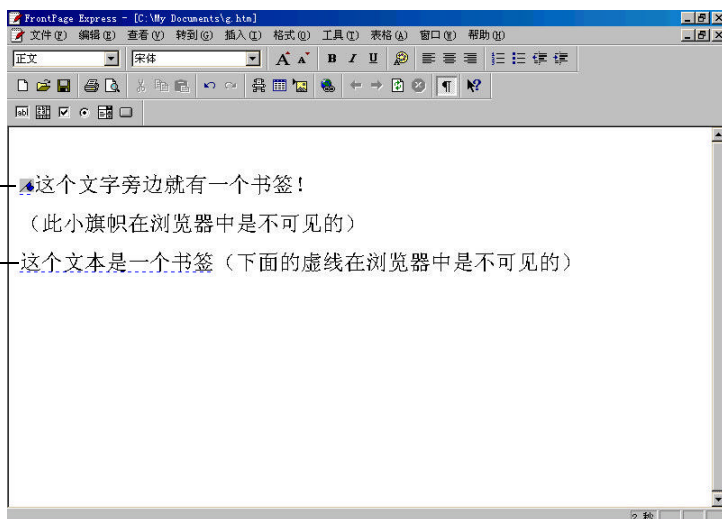 FrontPage Express - [C:\My Documents\g.htm]
文件(F) 编辑(E) 查看(V) 转到(G) 插入(I) 格式(O) 工具(T) 表格(A) 窗口(W) 帮助(H)
正文 宋体 A A B I U
abl
这个文字旁边就有一个书签!
(此小旗帜在浏览器中是不可见的)
这个文本是一个书签(下面的虚线在浏览器中是不可见的)
2 秒